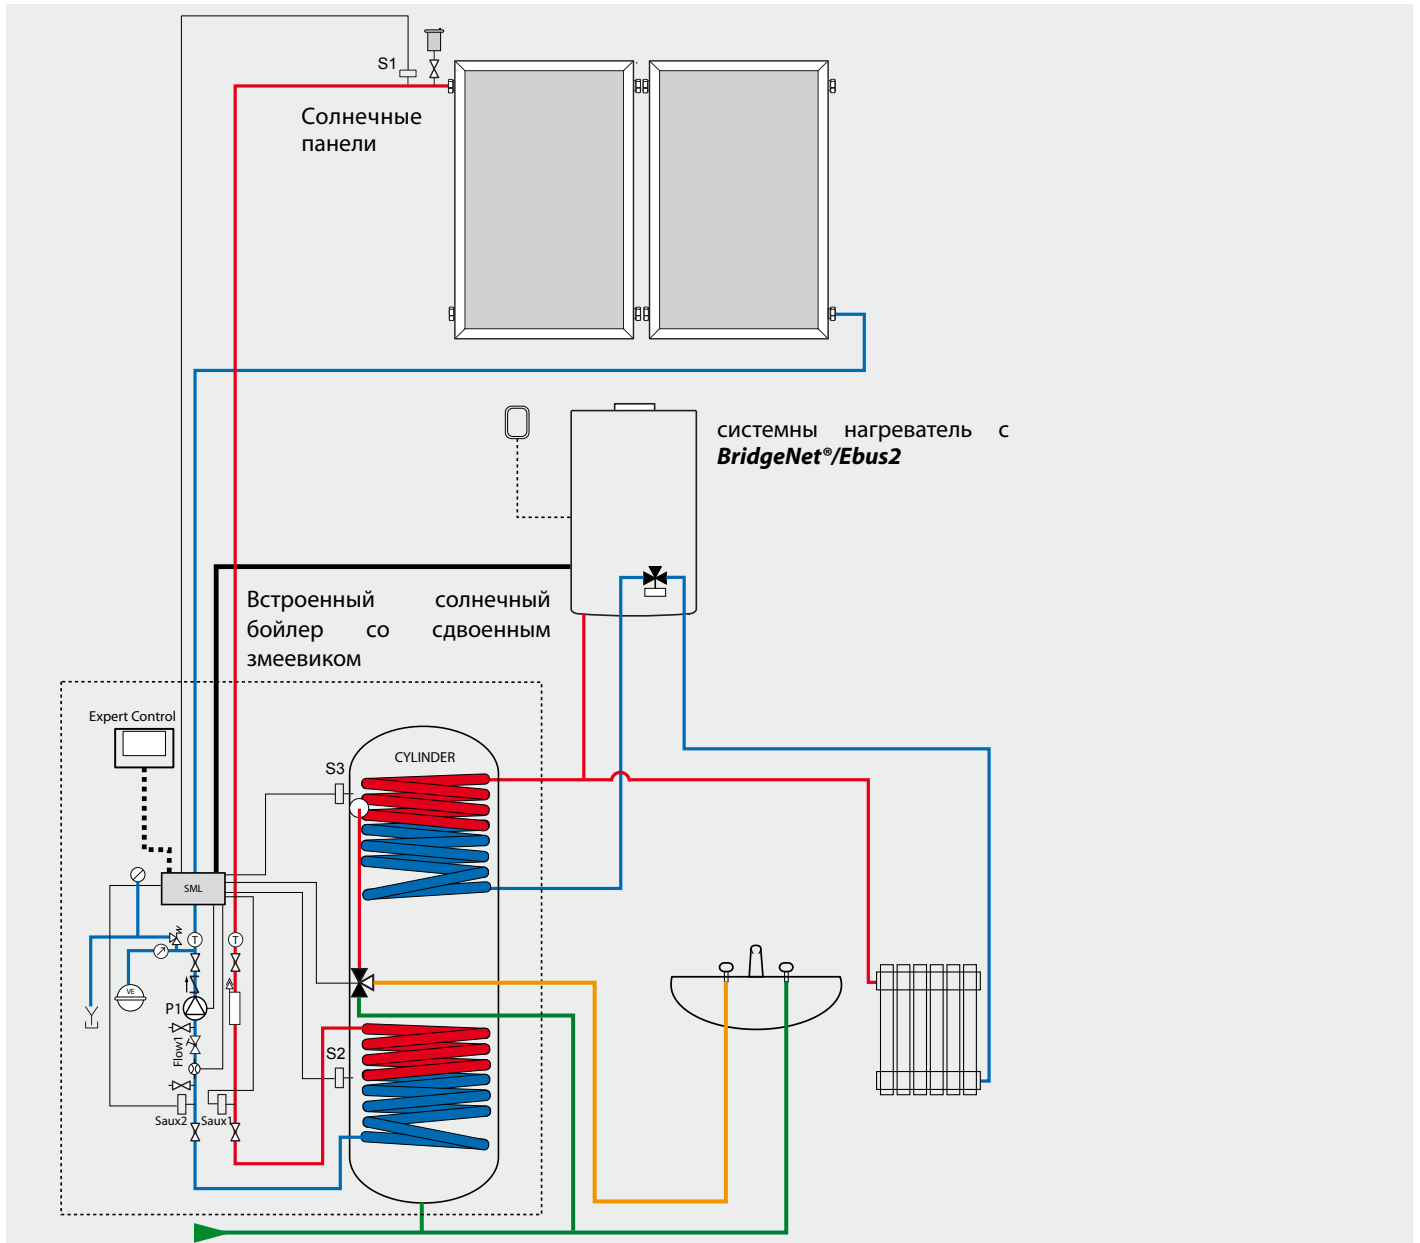 S1
Солнечные
панели
системны нагреватель с
BridgeNet®/Ebus2
Встроенный солнечный
бойлер со сдвоенным
змеевиком
Expert Control
CYLINDER
S3
SML
T
T
VE
P1
Flow1
S2
Saux2
Saux1